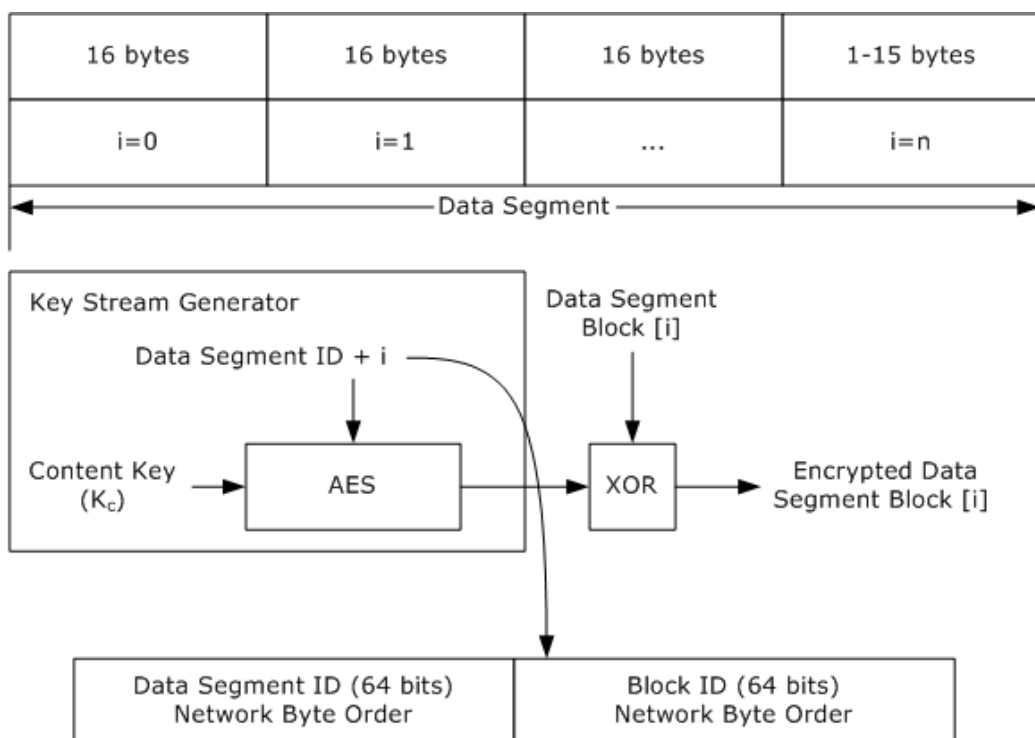 16 bytes 16 bytes 16 bytes 1-15 bytes
i=0 i=1 ... i=n
Data Segment
Key Stream Generator
Data Segment ID + i
Data Segment
Block [i]
Content Key
(Kc)
AES
XOR
Encrypted Data
Segment Block [i]
Data Segment ID (64 bits)
Network Byte Order
Block ID (64 bits)
Network Byte Order